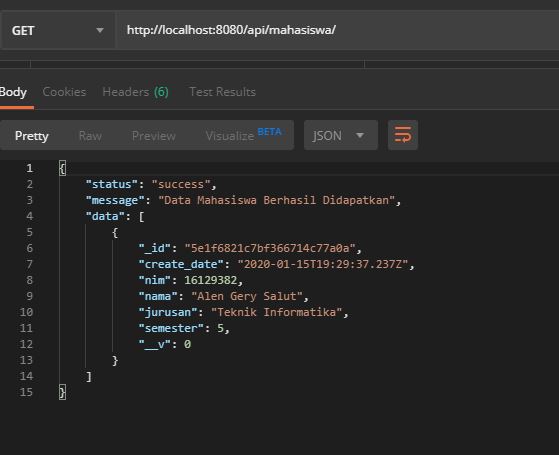 GET http://localhost:8080/api/mahasiswa/
Body Cookies Headers (6) Test Results
Pretty Raw Preview Visualize BETA JSON
1 {
2 "status": "success",
3 "message": "Data Mahasiswa Berhasil Didapatkan",
4 "data": [
5 {
6 "_id": "5e1f6821c7bf366714c77a0a",
7 "create_date": "2020-01-15T19:29:37.237Z",
8 "nim": 16129382,
9 "nama": "Alen Gery Salut",
10 "jurusan": "Teknik Informatika",
11 "semester": 5,
12 "__v": 0
13 }
14 ]
15 }